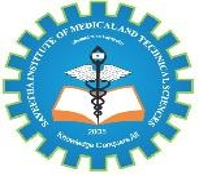 SAVEETHA INSTITUTE OF MEDICAL AND TECHNICAL SCIENCES
2005
Knowledge Conquers All